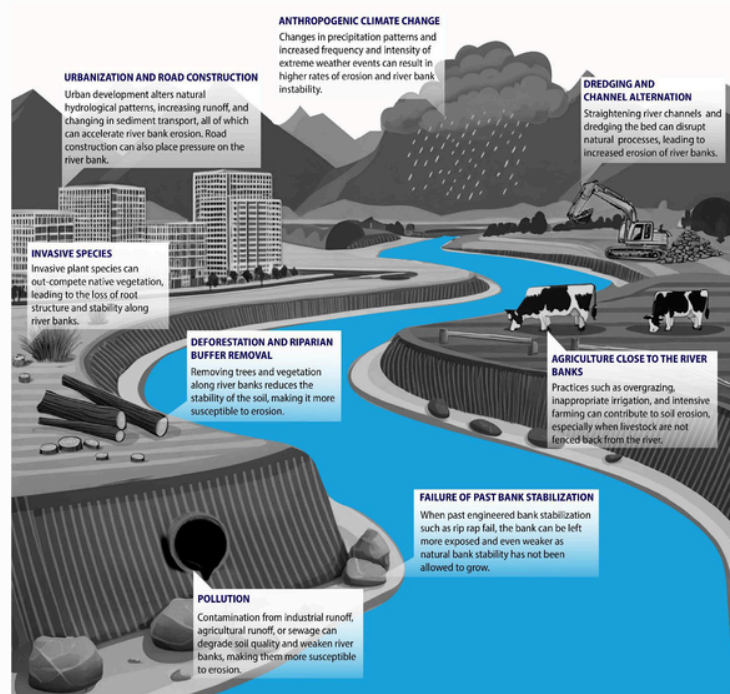 ANTHROPOGENIC CLIMATE CHANGE
Changes in precipitation patterns and
increased frequency and intensity of
extreme weather events can result in
higher rates of erosion and river bank
instability.
URBANIZATION AND ROAD CONSTRUCTION
Urban development alters natural
hydrological patterns, increasing runoff, and
changing in sediment transport, all of which
can accelerate river bank erosion. Road
construction can also place pressure on the
river bank.
DREDGING AND
CHANNEL ALTERNATION
Straightening river channels and
dredging the bed can disrupt
natural processes, leading to
increased erosion of river banks.
INVASIVE SPECIES
Invasive plant species can
out-compete native vegetation,
leading to the loss of root
structure and stability along
river banks.
DEFORESTATION AND RIPARIAN
BUFFER REMOVAL
Removing trees and vegetation
along river banks reduces the
stability of the soil, making it more
susceptible to erosion.
AGRICULTURE CLOSE TO THE RIVER
BANKS
Practices such as overgrazing,
inappropriate irrigation, and intensive
farming can contribute to soil erosion,
especially when livestock are not
fenced back from the river.
FAILURE OF PAST BANK STABILIZATION
When past engineered bank stabilization
such as rip rap fail, the bank can be left
more exposed and even weaker as
natural bank stability has not been
allowed to grow.
POLLUTION
Contamination from industrial runoff,
agricultural runoff, or sewage can
degrade soil quality and weaken river
banks, making them more susceptible
to erosion.